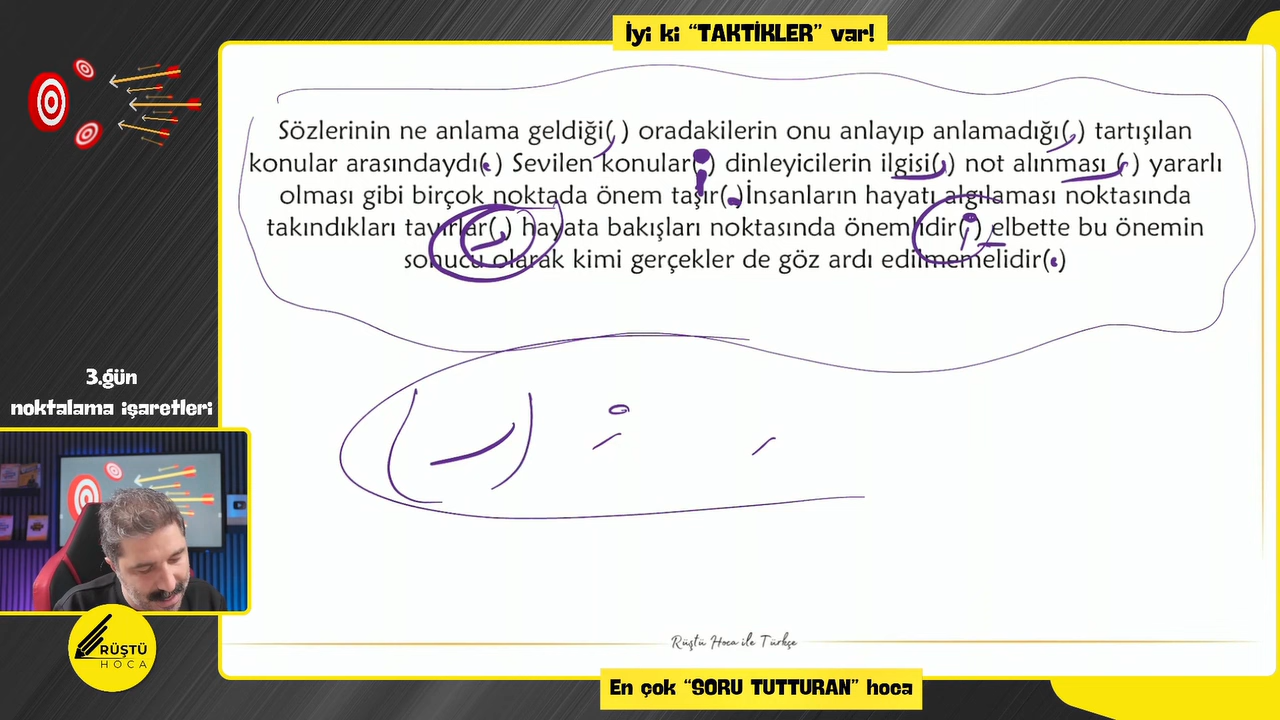 İyi ki “TAKTİKLER” var!
Sözlerinin ne anlama geldiği(,) oradakilerin onu anlayıp anlamadığı(,) tartışılan
konular arasındaydı(.) Sevilen konular(;) dinleyicilerin ilgisi(,) not alınması (,) yararlı
olması gibi birçok noktada önem taşır(.)İnsanların hayatı algılaması noktasında
takındıkları tavırlar(,) hayata bakışları noktasında önemlidir(;) elbette bu önemin
sonucu olarak kimi gerçekler de göz ardı edilmemelidir(.)
( , ) ; ,
3.gün
noktalama işaretleri
RÜŞTÜ
HOCA
Rüştü Hoca ile Türkçe
En çok “SORU TUTTURAN” hoca